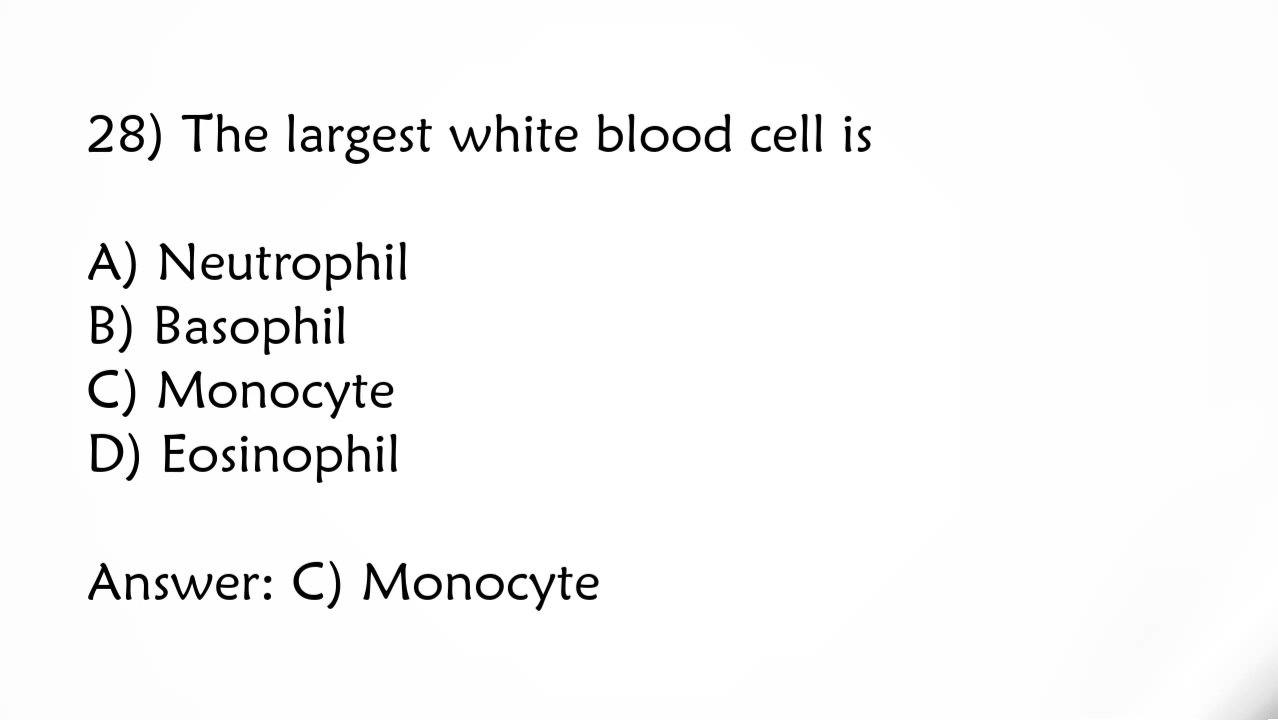 28) The largest white blood cell is
A) Neutrophil
B) Basophil
C) Monocyte
D) Eosinophil
Answer: C) Monocyte